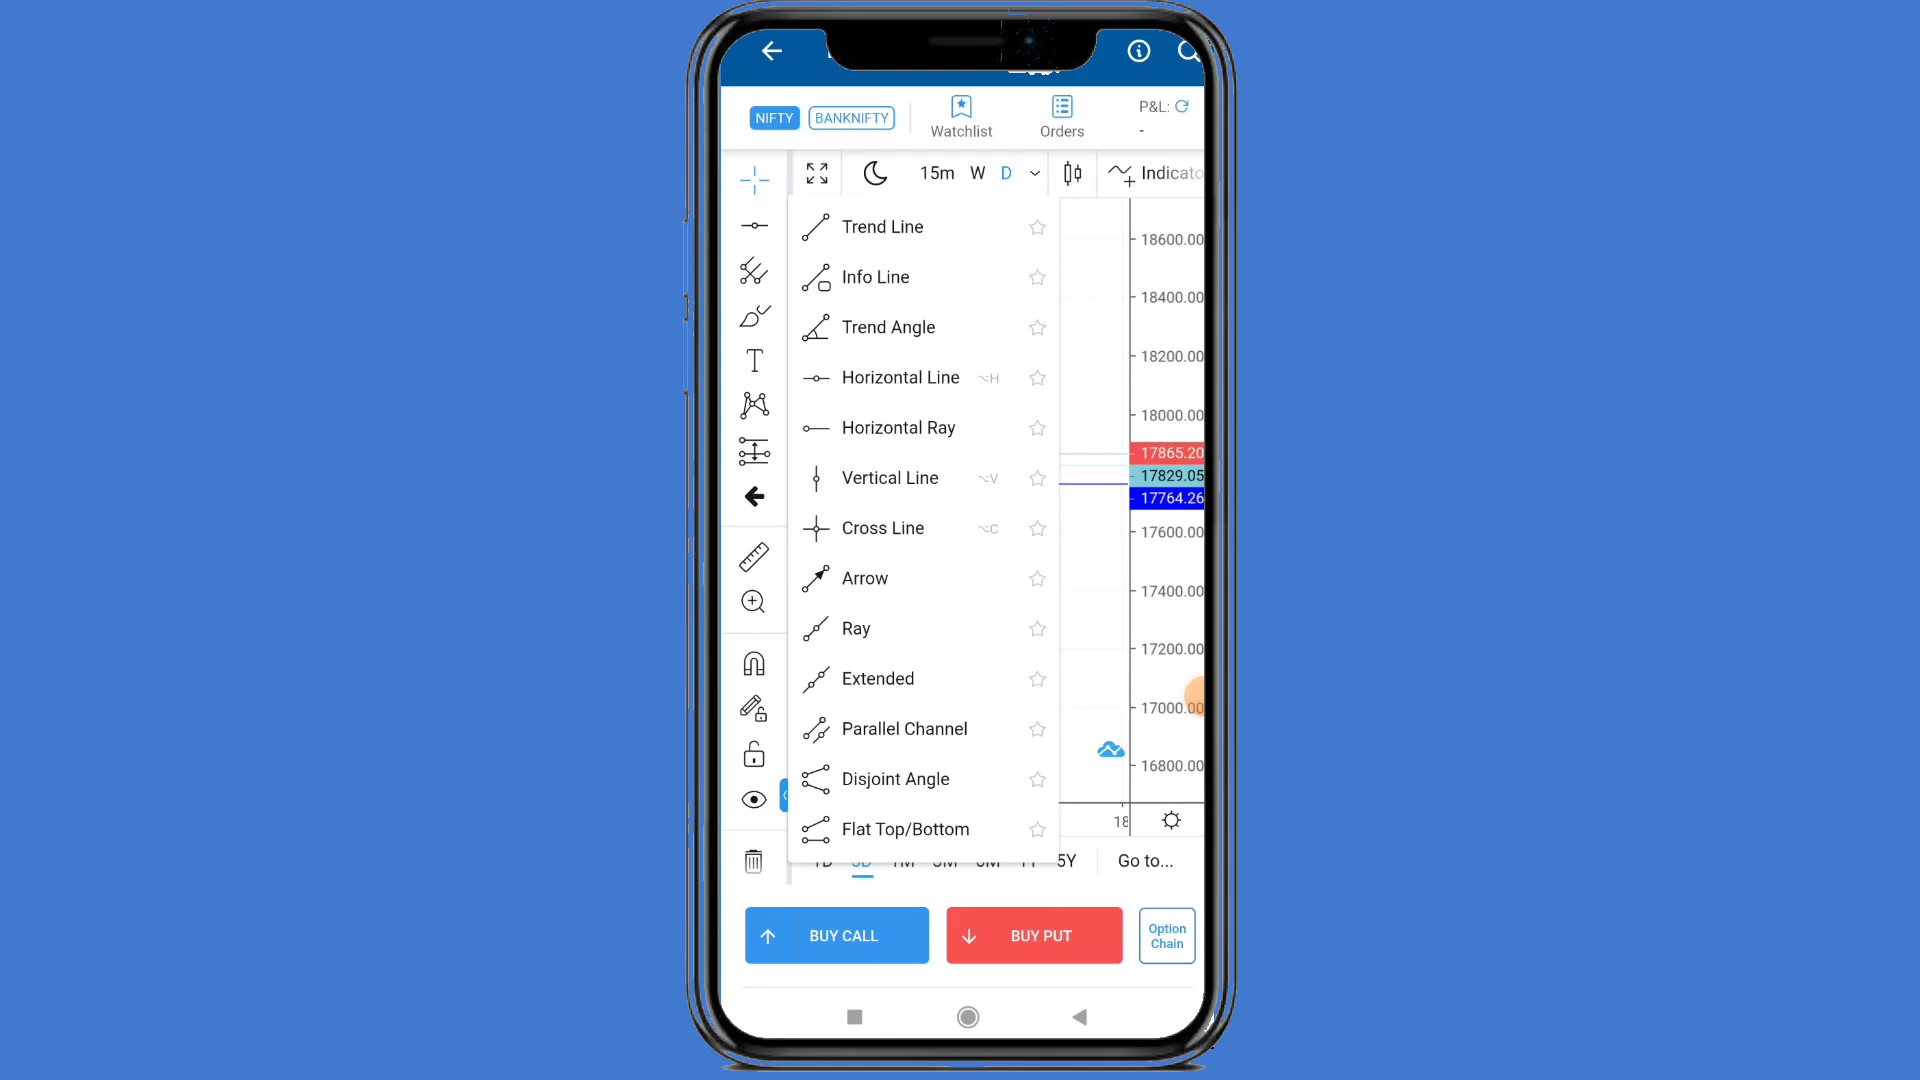 NIFTY BANKNIFTY Watchlist Orders P&L:
-
15m W D Indicato
Trend Line
Info Line
Trend Angle
Horizontal Line ⌥H
Horizontal Ray
Vertical Line ⌥V
Cross Line ⌥C
Arrow
Ray
Extended
Parallel Channel
Disjoint Angle
Flat Top/Bottom
18600.00
18400.00
18200.00
18000.00
17865.20
17829.05
17764.26
17600.00
17400.00
17200.00
17000.00
16800.00
18
5Y Go to...
BUY CALL BUY PUT Option
Chain